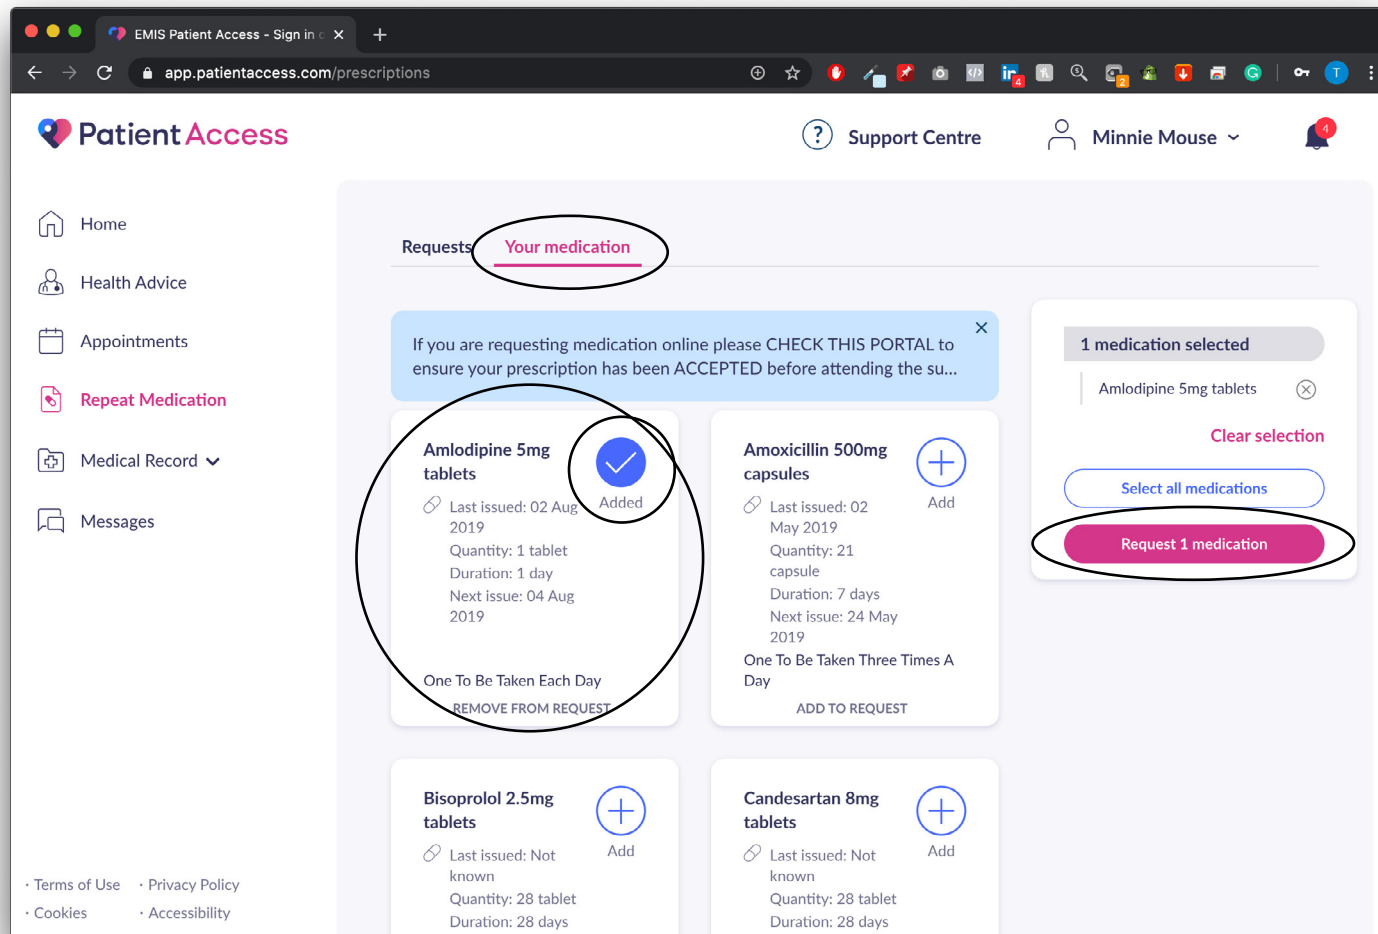 EMIS Patient Access - Sign in
app.patientaccess.com/prescriptions
4
2
T
Patient Access
Support Centre
Minnie Mouse
4
Home
Health Advice
Appointments
Repeat Medication
Medical Record
Messages
· Terms of Use · Privacy Policy
· Cookies · Accessibility
Requests Your medication
If you are requesting medication online please CHECK THIS PORTAL to
ensure your prescription has been ACCEPTED before attending the su...
Amlodipine 5mg
tablets
Added
Last issued: 02 Aug
2019
Quantity: 1 tablet
Duration: 1 day
Next issue: 04 Aug
2019
One To Be Taken Each Day
REMOVE FROM REQUEST
Amoxicillin 500mg
capsules
Add
Last issued: 02
May 2019
Quantity: 21
capsule
Duration: 7 days
Next issue: 24 May
2019
One To Be Taken Three Times A
Day
ADD TO REQUEST
Bisoprolol 2.5mg
tablets
Add
Last issued: Not
known
Quantity: 28 tablet
Duration: 28 days
Candesartan 8mg
tablets
Add
Last issued: Not
known
Quantity: 28 tablet
Duration: 28 days
1 medication selected
Amlodipine 5mg tablets
Clear selection
Select all medications
Request 1 medication